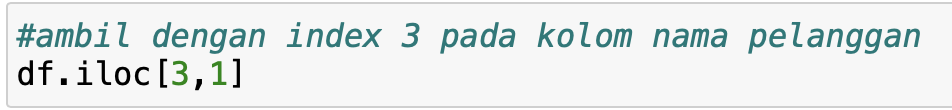 #ambil dengan index 3 pada kolom nama pelanggan
df.iloc[3,1]